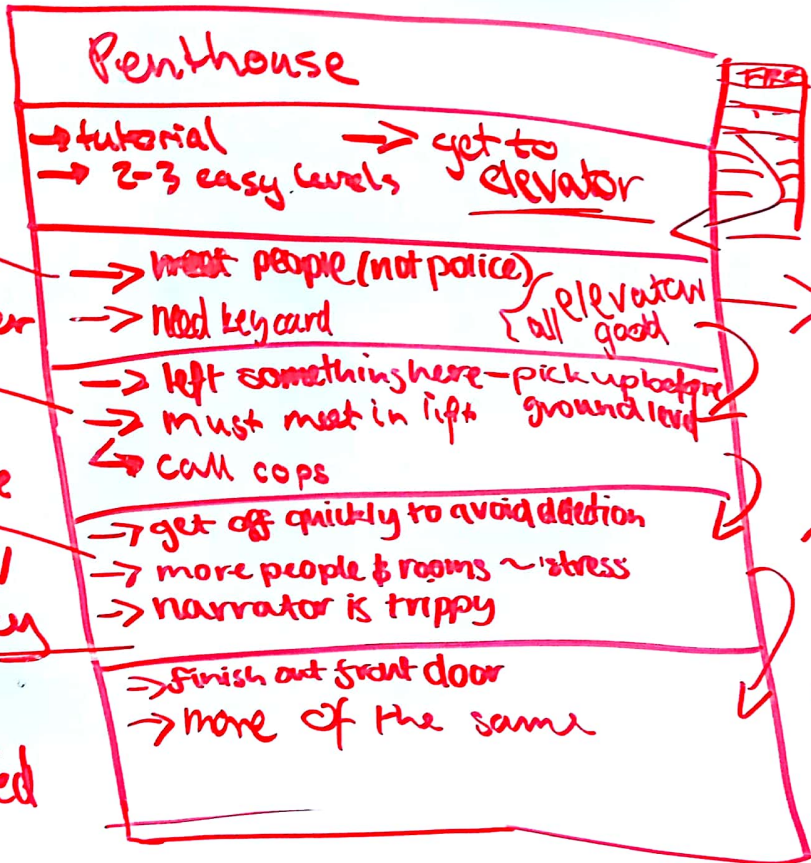 Penthouse
FIRE
→ tutorial → get to
→ 2-3 easy levels elevator
→ meet people (not police)
→ need key card { all elevator good
→ left something here - pick up before
→ must meet in lift ground level
↳ call cops
→ get off quickly to avoid detection
→ more people & rooms ~ stress
→ narrator is trippy
→ finish out front door
→ more of the same